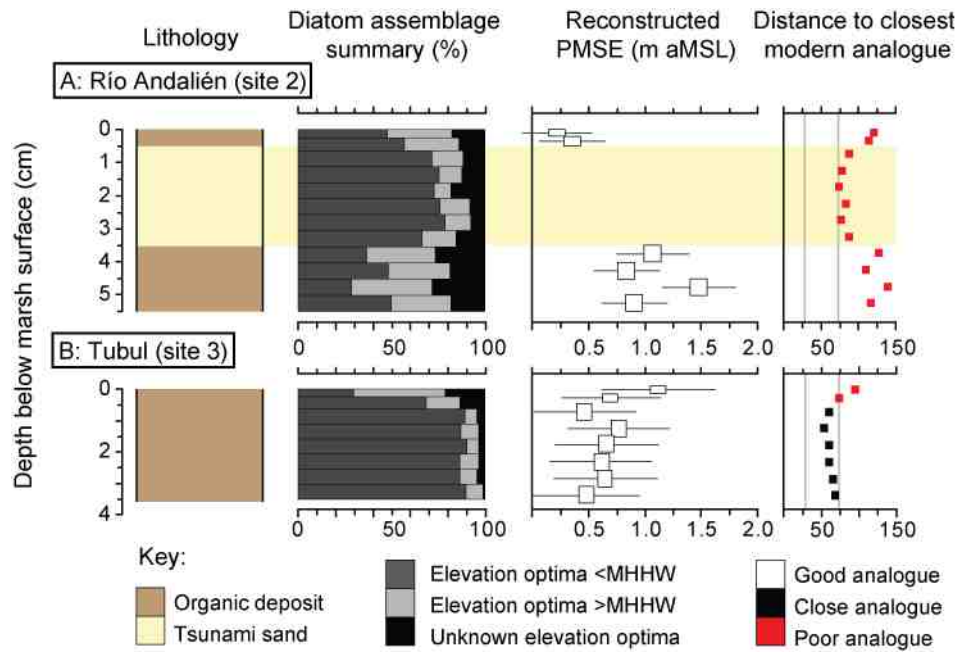 Lithology
Diatom assemblage
summary (%)
Reconstructed
PMSE (m aMSL)
Distance to closest
modern analogue
A: Río Andalién (site 2)
Depth below marsh surface (cm)
0
1
2
3
4
5
0 50 100
0.5 1.0 1.5 2.0
50 150
B: Tubul (site 3)
0
2
4
0 50 100
0.5 1.0 1.5 2.0
50 150
Key:
Organic deposit
Tsunami sand
Elevation optima <MHHW
Elevation optima >MHHW
Unknown elevation optima
Good analogue
Close analogue
Poor analogue